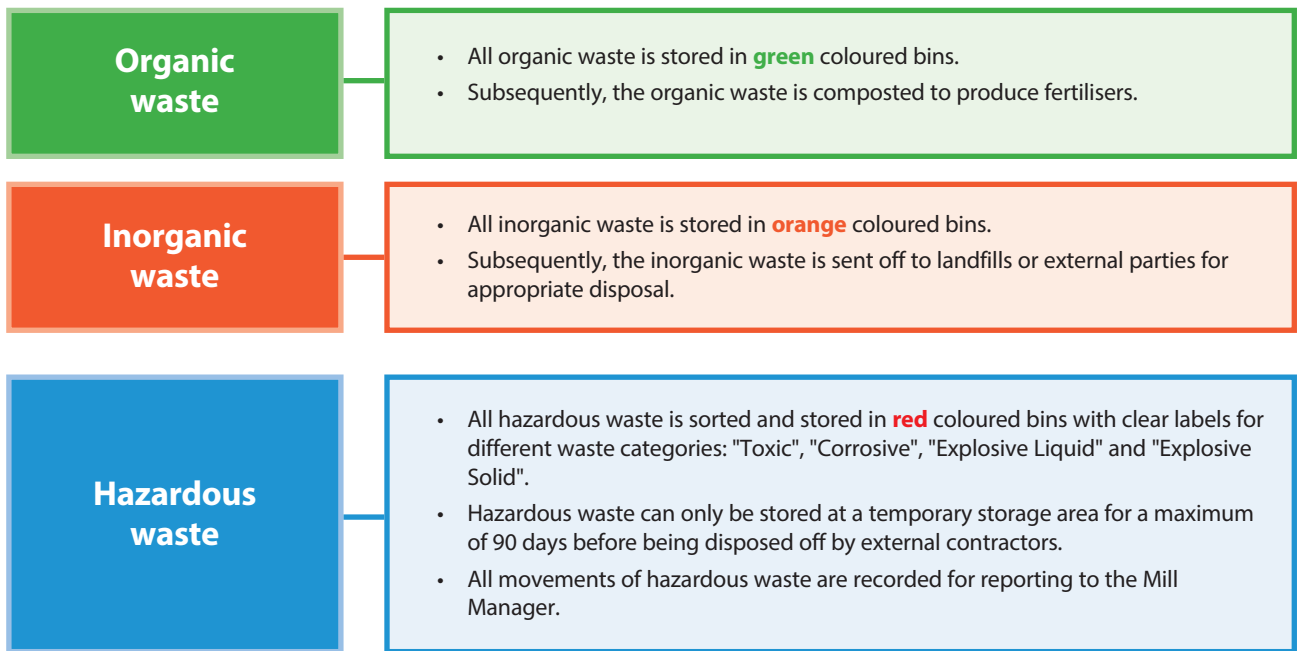 Organic
waste
• All organic waste is stored in green coloured bins.
• Subsequently, the organic waste is composted to produce fertilisers.
Inorganic
waste
• All inorganic waste is stored in orange coloured bins.
• Subsequently, the inorganic waste is sent off to landfills or external parties for
appropriate disposal.
Hazardous
waste
• All hazardous waste is sorted and stored in red coloured bins with clear labels for
different waste categories: "Toxic", "Corrosive", "Explosive Liquid" and "Explosive
Solid".
• Hazardous waste can only be stored at a temporary storage area for a maximum
of 90 days before being disposed off by external contractors.
• All movements of hazardous waste are recorded for reporting to the Mill
Manager.